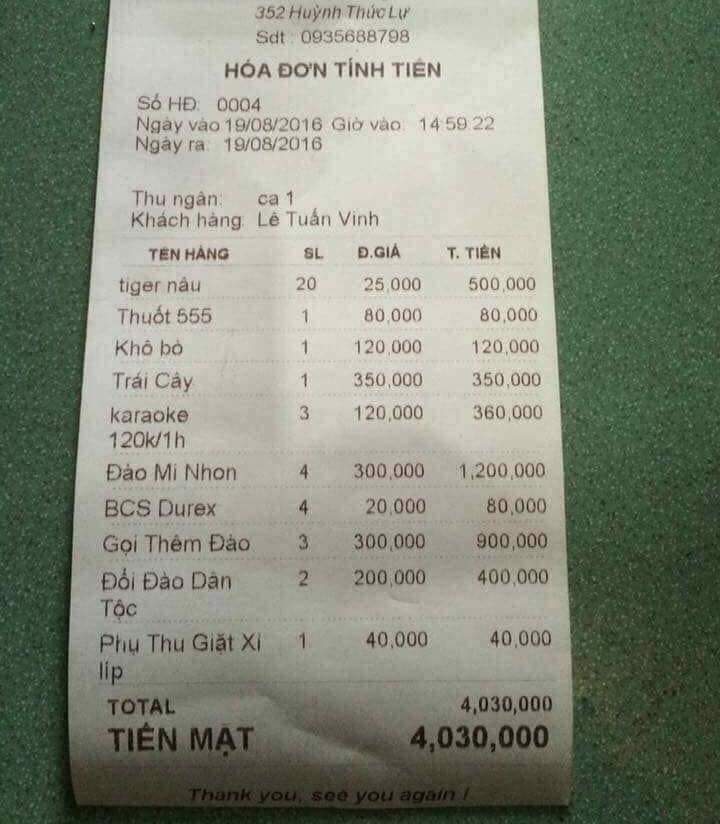 352 Huỳnh Thúc Lự
Sdt : 0935688798
HÓA ĐƠN TÍNH TIỀN
Số HĐ: 0004
Ngày vào 19/08/2016 Giờ vào: 14:59:22
Ngày ra: 19/08/2016
Thu ngân: ca 1
Khách hàng: Lê Tuấn Vinh
TÊN HÀNG SL Đ.GIÁ T. TIỀN
tiger nâu 20 25,000 500,000
Thuốt 555 1 80,000 80,000
Khô bò 1 120,000 120,000
Trái Cây 1 350,000 350,000
karaoke 3 120,000 360,000
120k/1h
Đào Mi Nhon 4 300,000 1,200,000
BCS Durex 4 20,000 80,000
Gọi Thêm Đào 3 300,000 900,000
Đổi Đào Dân 2 200,000 400,000
Tộc
Phụ Thu Giặt Xi 1 40,000 40,000
líp
TOTAL 4,030,000
TIỀN MẶT 4,030,000
Thank you, see you again !